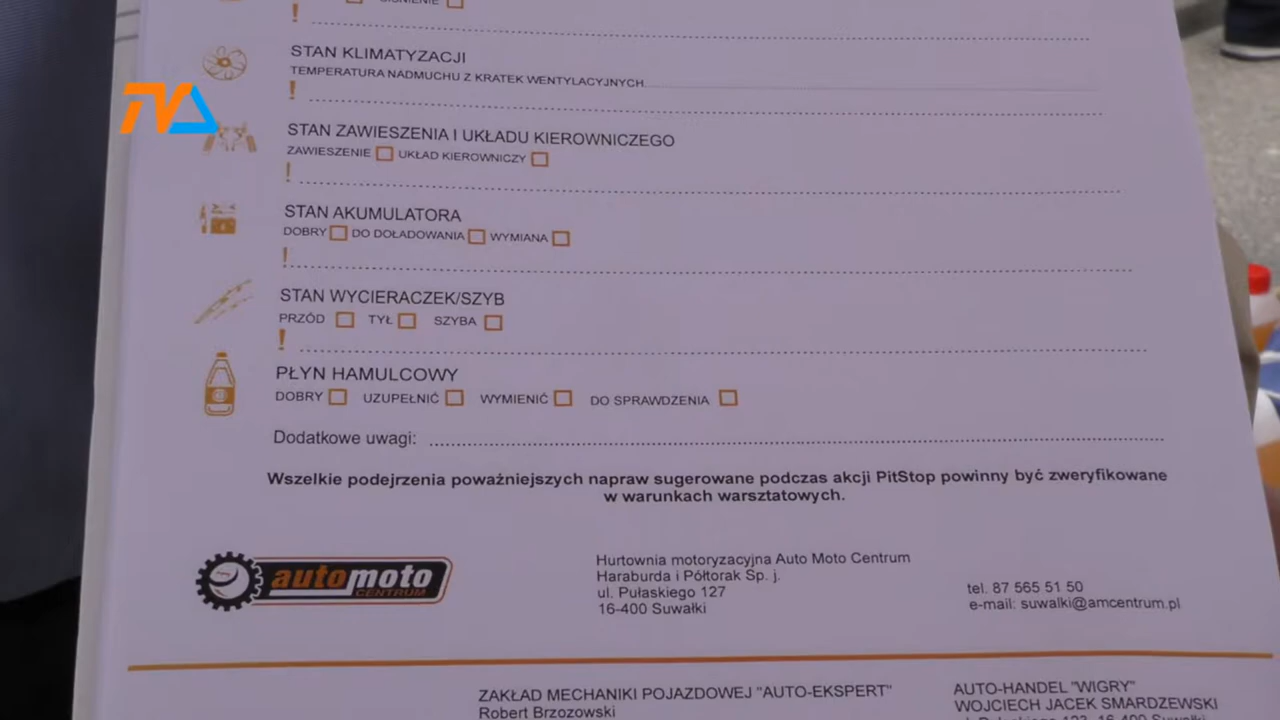 !
STAN KLIMATYZACJI
TEMPERATURA NADMUCHU Z KRATEK WENTYLACYJNYCH
!
TVA
STAN ZAWIESZENIA I UKŁADU KIEROWNICZEGO
ZAWIESZENIE UKŁAD KIEROWNICZY
!
STAN AKUMULATORA
DOBRY DO DOŁADOWANIA WYMIANA
!
STAN WYCIERACZEK/SZYB
PRZÓD TYŁ SZYBA
!
PŁYN HAMULCOWY
DOBRY UZUPEŁNIĆ WYMIENIĆ DO SPRAWDZENIA
Dodatkowe uwagi:
Wszelkie podejrzenia poważniejszych napraw sugerowane podczas akcji PitStop powinny być zweryfikowane
w warunkach warsztatowych.
automoto
CENTRUM
Hurtownia motoryzacyjna Auto Moto Centrum
Haraburda i Półtorak Sp. j.
ul. Pułaskiego 127
16-400 Suwałki
tel. 87 565 51 50
e-mail: suwalki@amcentrum.pl
ZAKŁAD MECHANIKI POJAZDOWEJ "AUTO-EKSPERT"
Robert Brzozowski
AUTO-HANDEL "WIGRY"
WOJCIECH JACEK SMARDZEWSKI